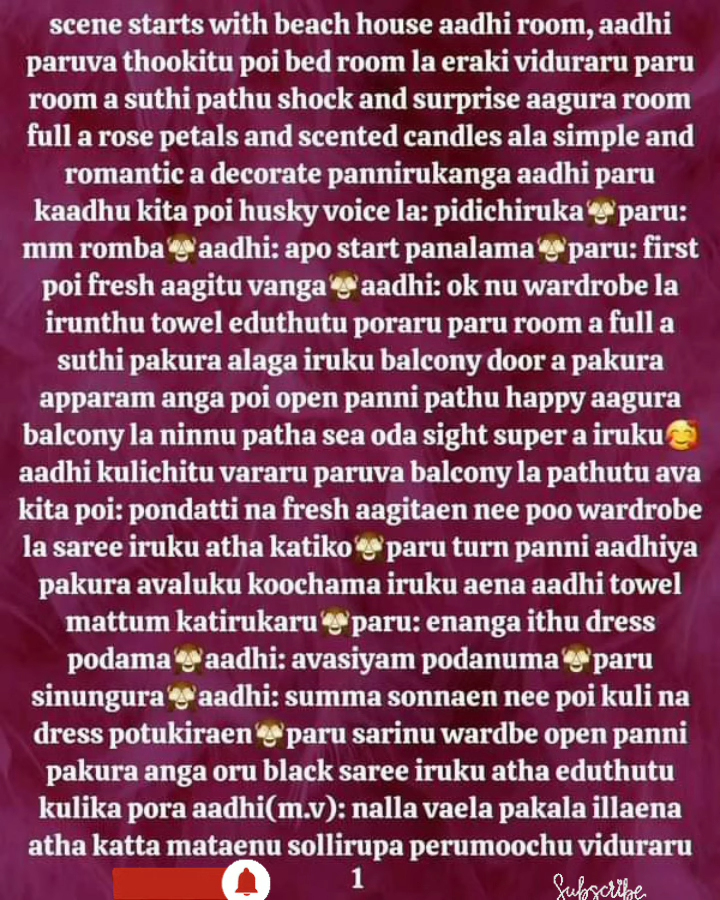 scene starts with beach house aadhi room, aadhi
paruva thookitu poi bed room la eraki viduraru paru
room a suthi pathu shock and surprise aagura room
full a rose petals and scented candles ala simple and
romantic a decorate pannirukanga aadhi paru
kaadhu kita poi husky voice la: pidichiruka🙈paru:
mm romba🙈aadhi: apo start panalama🙈paru: first
poi fresh aagitu vanga🙈aadhi: ok nu wardrobe la
irunthu towel eduthutu poraru paru room a full a
suthi pakura alaga iruku balcony door a pakura
apparam anga poi open panni pathu happy aagura
balcony la ninnu patha sea oda sight super a iruku🥰
aadhi kulichitu vararu paruva balcony la pathutu ava
kita poi: pondatti na fresh aagitaen nee poo wardrobe
la saree iruku atha katiko🙈paru turn panni aadhiya
pakura avaluku koochama iruku aena aadhi towel
mattum katirukaru🙈paru: enanga ithu dress
podama🙈aadhi: avasiyam podanuma🙈paru
sinungura🙈aadhi: summa sonnaen nee poi kuli na
dress potukiraen🙈paru sarinu wardbe open panni
pakura anga oru black saree iruku atha eduthutu
kulika pora aadhi(m.v): nalla vaela pakala illaena
atha katta mataenu sollirupa perumoochu viduraru
1
Subscribe